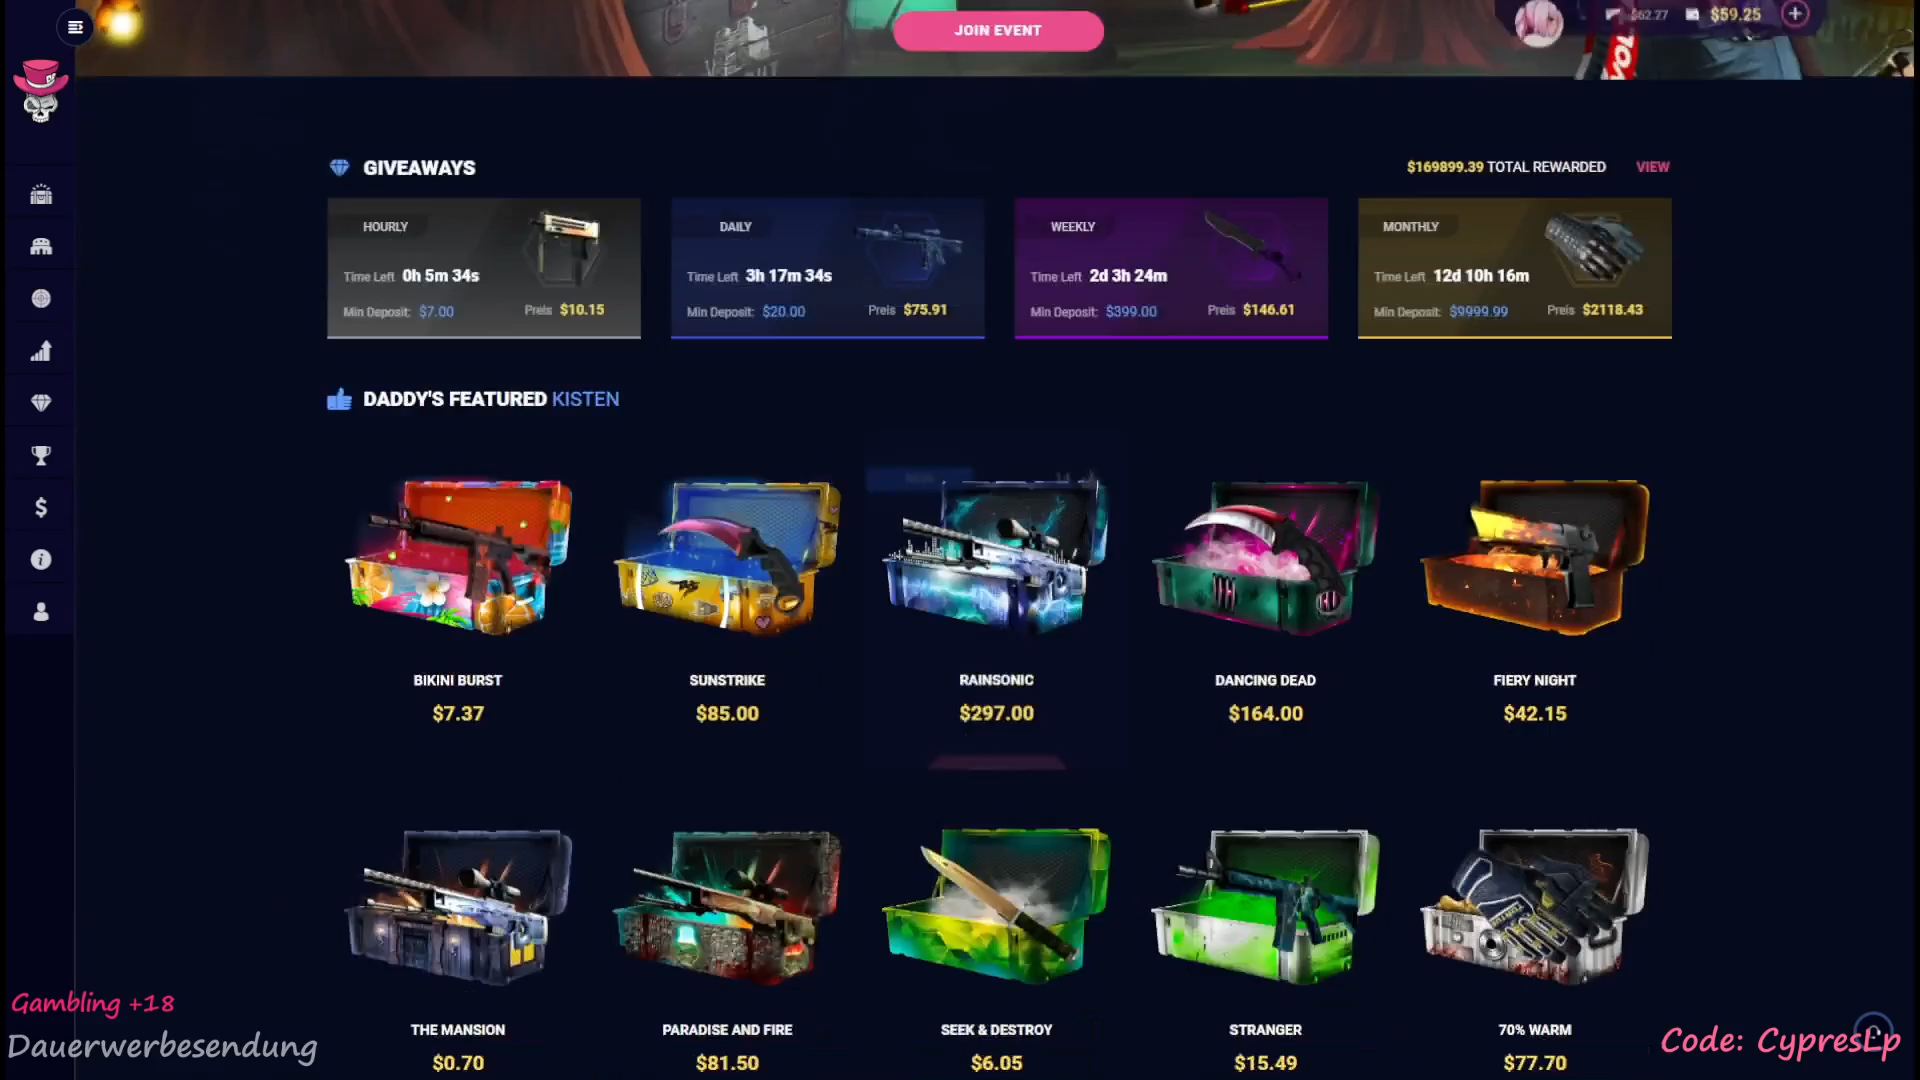 JOIN EVENT
$62.27
$59.25
GIVEAWAYS
$169899.39 TOTAL REWARDED
VIEW
HOURLY
Time Left 0h 5m 34s
Min Deposit: $7.00
Preis $10.15
DAILY
Time Left 3h 17m 34s
Min Deposit: $20.00
Preis $75.91
WEEKLY
Time Left 2d 3h 24m
Min Deposit: $399.00
Preis $146.61
MONTHLY
Time Left 12d 10h 16m
Min Deposit: $9999.99
Preis $2118.43
DADDY'S FEATURED KISTEN
BIKINI BURST
$7.37
SUNSTRIKE
$85.00
RAINSONIC
$297.00
DANCING DEAD
$164.00
FIERY NIGHT
$42.15
THE MANSION
$0.70
PARADISE AND FIRE
$81.50
SEEK & DESTROY
$6.05
STRANGER
$15.49
70% WARM
$77.70
Gambling +18
Dauerwerbesendung
Code: CypresLp